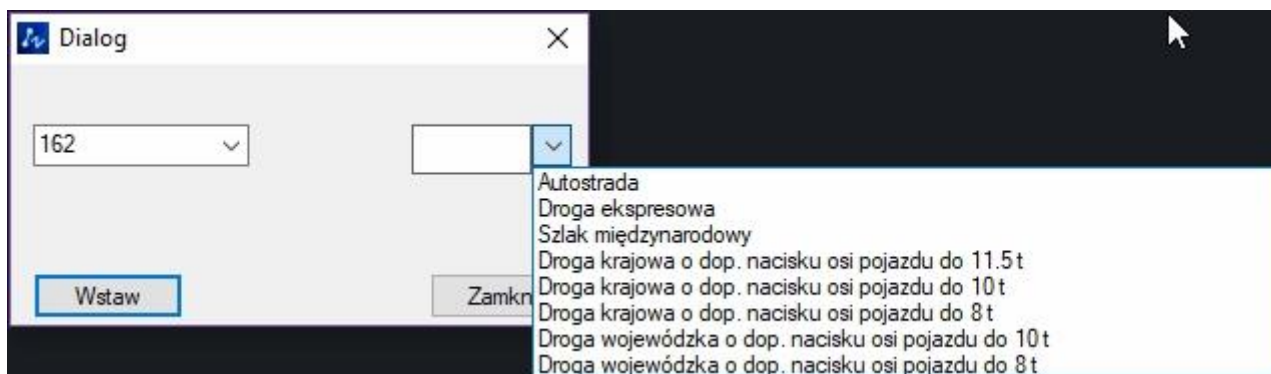 Dialog
162
Autostrada
Droga ekspresowa
Szlak międzynarodowy
Droga krajowa o dop. nacisku osi pojazdu do 11.5 t
Droga krajowa o dop. nacisku osi pojazdu do 10 t
Droga krajowa o dop. nacisku osi pojazdu do 8 t
Droga wojewódzka o dop. nacisku osi pojazdu do 10 t
Droga wojewódzka o dop. nacisku osi pojazdu do 8 t
Wstaw
Zamkn